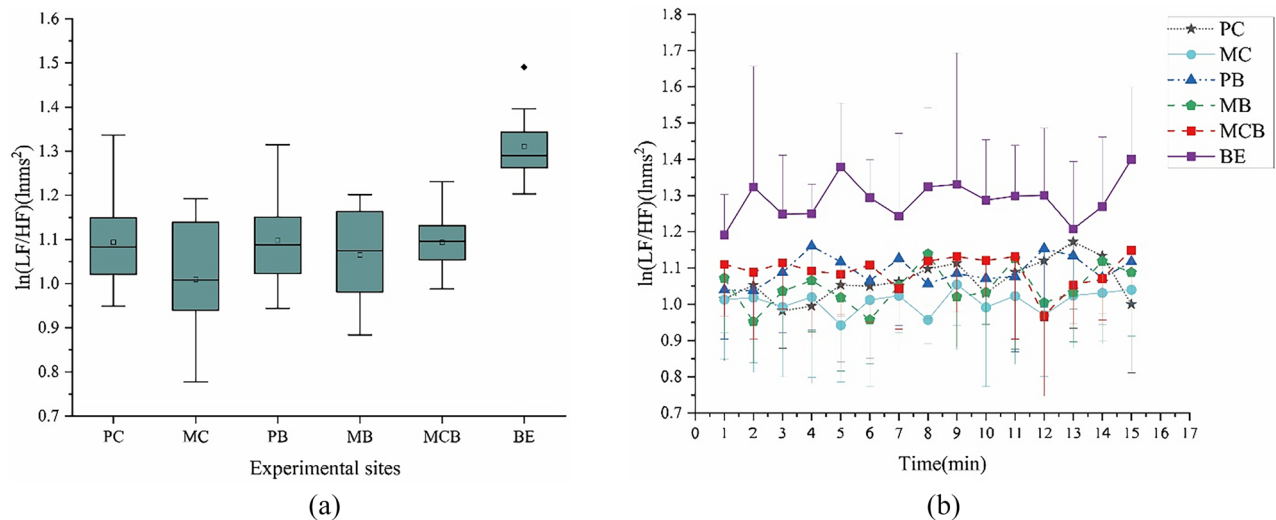 ln(LF/HF)(lnms²)
1.6
1.5
1.4
1.3
1.2
1.1
1.0
0.9
0.8
0.7
PC MC PB MB MCB BE
Experimental sites
(a)
ln(LF/HF)(lnms²)
1.8
1.7
1.6
1.5
1.4
1.3
1.2
1.1
1.0
0.9
0.8
0.7
0 1 2 3 4 5 6 7 8 9 10 11 12 13 14 15 16 17
Time(min)
PC
MC
PB
MB
MCB
BE
(b)